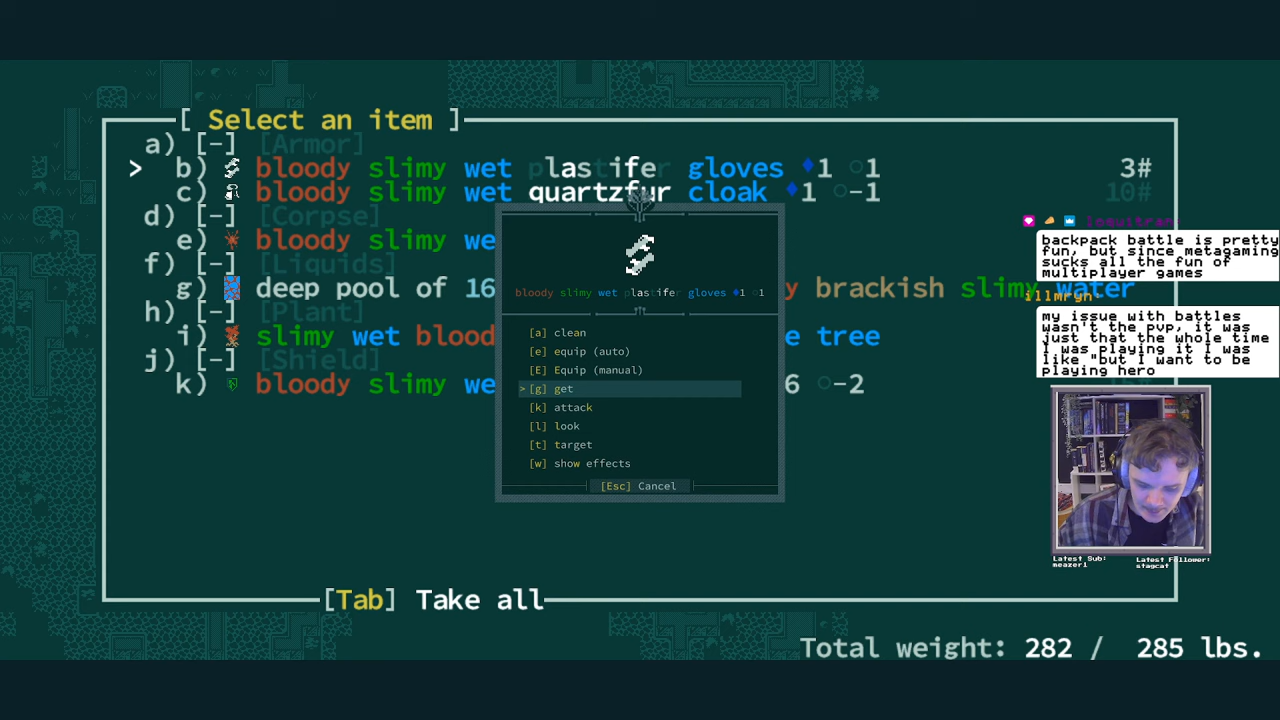 [ Select an item ]
a) [-] [Armor]
> b) bloody slimy wet plastifer gloves ♦1 ○1 3#
c) bloody slimy wet quartzfur cloak ♦1 ○-1 10#
d) [-] [Corpse]
e) bloody slimy we
f) [-] [Liquids]
g) deep pool of 16 y brackish slimy water
h) [-] [Plant]
i) slimy wet blood e tree
j) [-] [Shield]
k) bloody slimy we 6 ○-2
bloody slimy wet plastifer gloves ♦1 ○1
[a] clean
[e] equip (auto)
[E] Equip (manual)
> [g] get
[k] attack
[l] look
[t] target
[w] show effects
[Esc] Cancel
backpack battle is pretty
fun, but since metagaming
sucks all the fun of
multiplayer games
illmryn:
my issue with battles
wasn't the pvp, it was
just that the whole time
I was playing it I was
like "but I want to be
playing hero
Latest Sub:
meazeri
Latest Follower:
stagcat
[Tab] Take all
Total weight: 282 / 285 lbs.